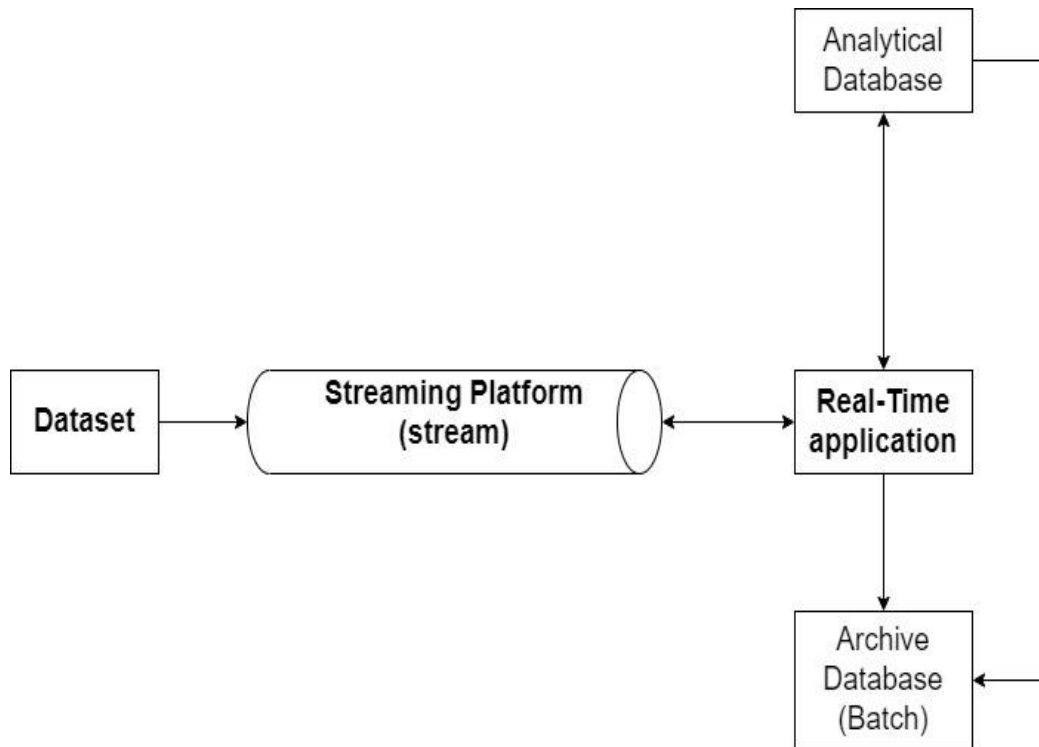 Analytical
Database
Dataset
Streaming Platform
(stream)
Real-Time
application
Archive
Database
(Batch)